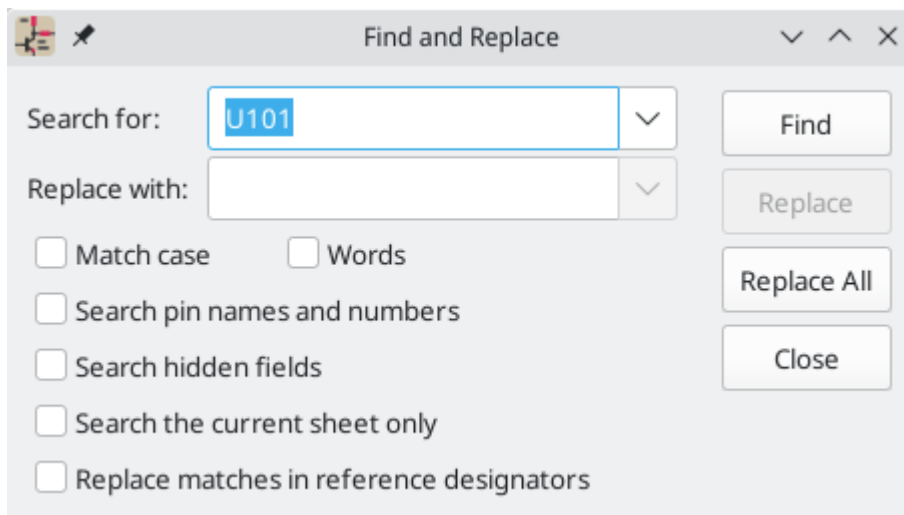 Find and Replace
Search for: U101 Find
Replace with: Replace
Match case Words
Replace All
Search pin names and numbers
Search hidden fields
Close
Search the current sheet only
Replace matches in reference designators